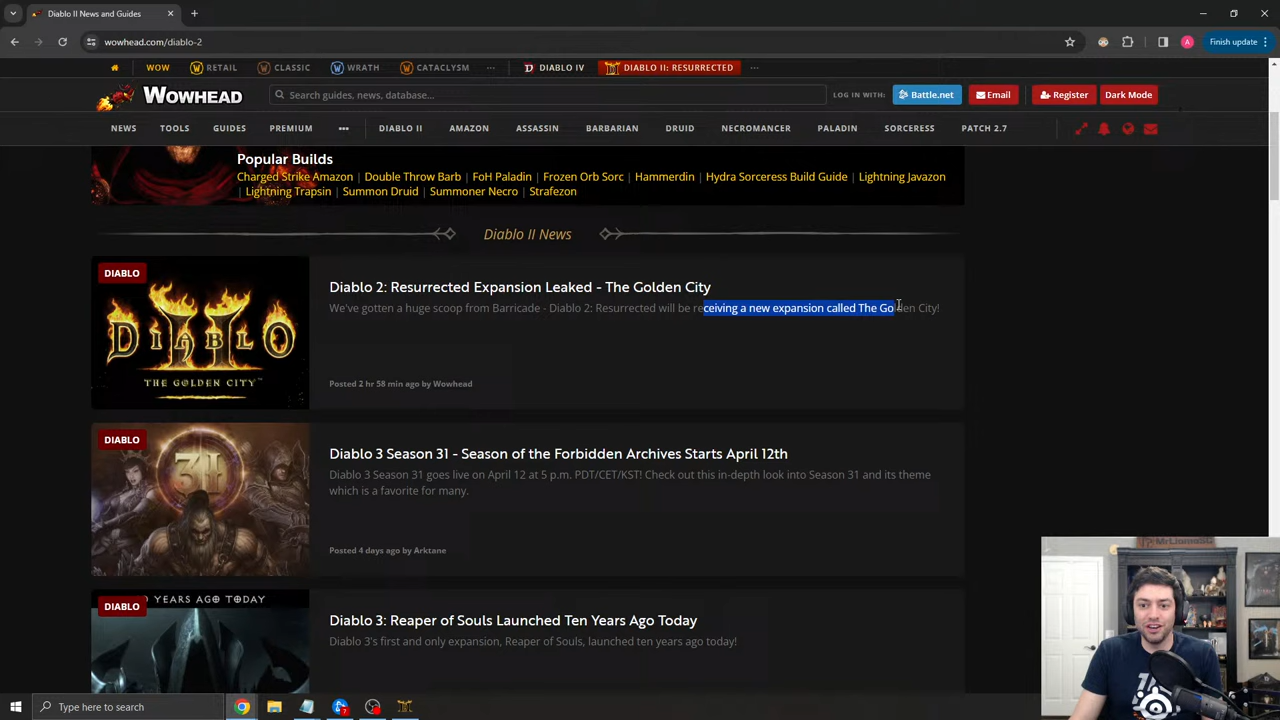 Diablo II News and Guides
wowhead.com/diablo-2
Finish update
WOW
RETAIL
CLASSIC
WRATH
CATACLYSM
DIABLO IV
DIABLO II: RESURRECTED
WOWHEAD
Search guides, news, database...
LOG IN WITH:
Battle.net
Email
Register
Dark Mode
NEWS
TOOLS
GUIDES
PREMIUM
DIABLO II
AMAZON
ASSASSIN
BARBARIAN
DRUID
NECROMANCER
PALADIN
SORCERESS
PATCH 2.7
Popular Builds
Charged Strike Amazon | Double Throw Barb | FoH Paladin | Frozen Orb Sorc | Hammerdin | Hydra Sorceress Build Guide | Lightning Javazon
| Lightning Trapsin | Summon Druid | Summoner Necro | Strafezon
Diablo II News
DIABLO
DIABLO
THE GOLDEN CITY
Diablo 2: Resurrected Expansion Leaked - The Golden City
We've gotten a huge scoop from Barricade - Diablo 2: Resurrected will be receiving a new expansion called The Golden City!
Posted 2 hr 58 min ago by Wowhead
DIABLO
31
Diablo 3 Season 31 - Season of the Forbidden Archives Starts April 12th
Diablo 3 Season 31 goes live on April 12 at 5 p.m. PDT/CET/KST! Check out this in-depth look into Season 31 and its theme
which is a favorite for many.
Posted 4 days ago by Arktane
DIABLO
YEARS AGO TODAY
Diablo 3: Reaper of Souls Launched Ten Years Ago Today
Diablo 3's first and only expansion, Reaper of Souls, launched ten years ago today!
MrLlamaSC
Type here to search